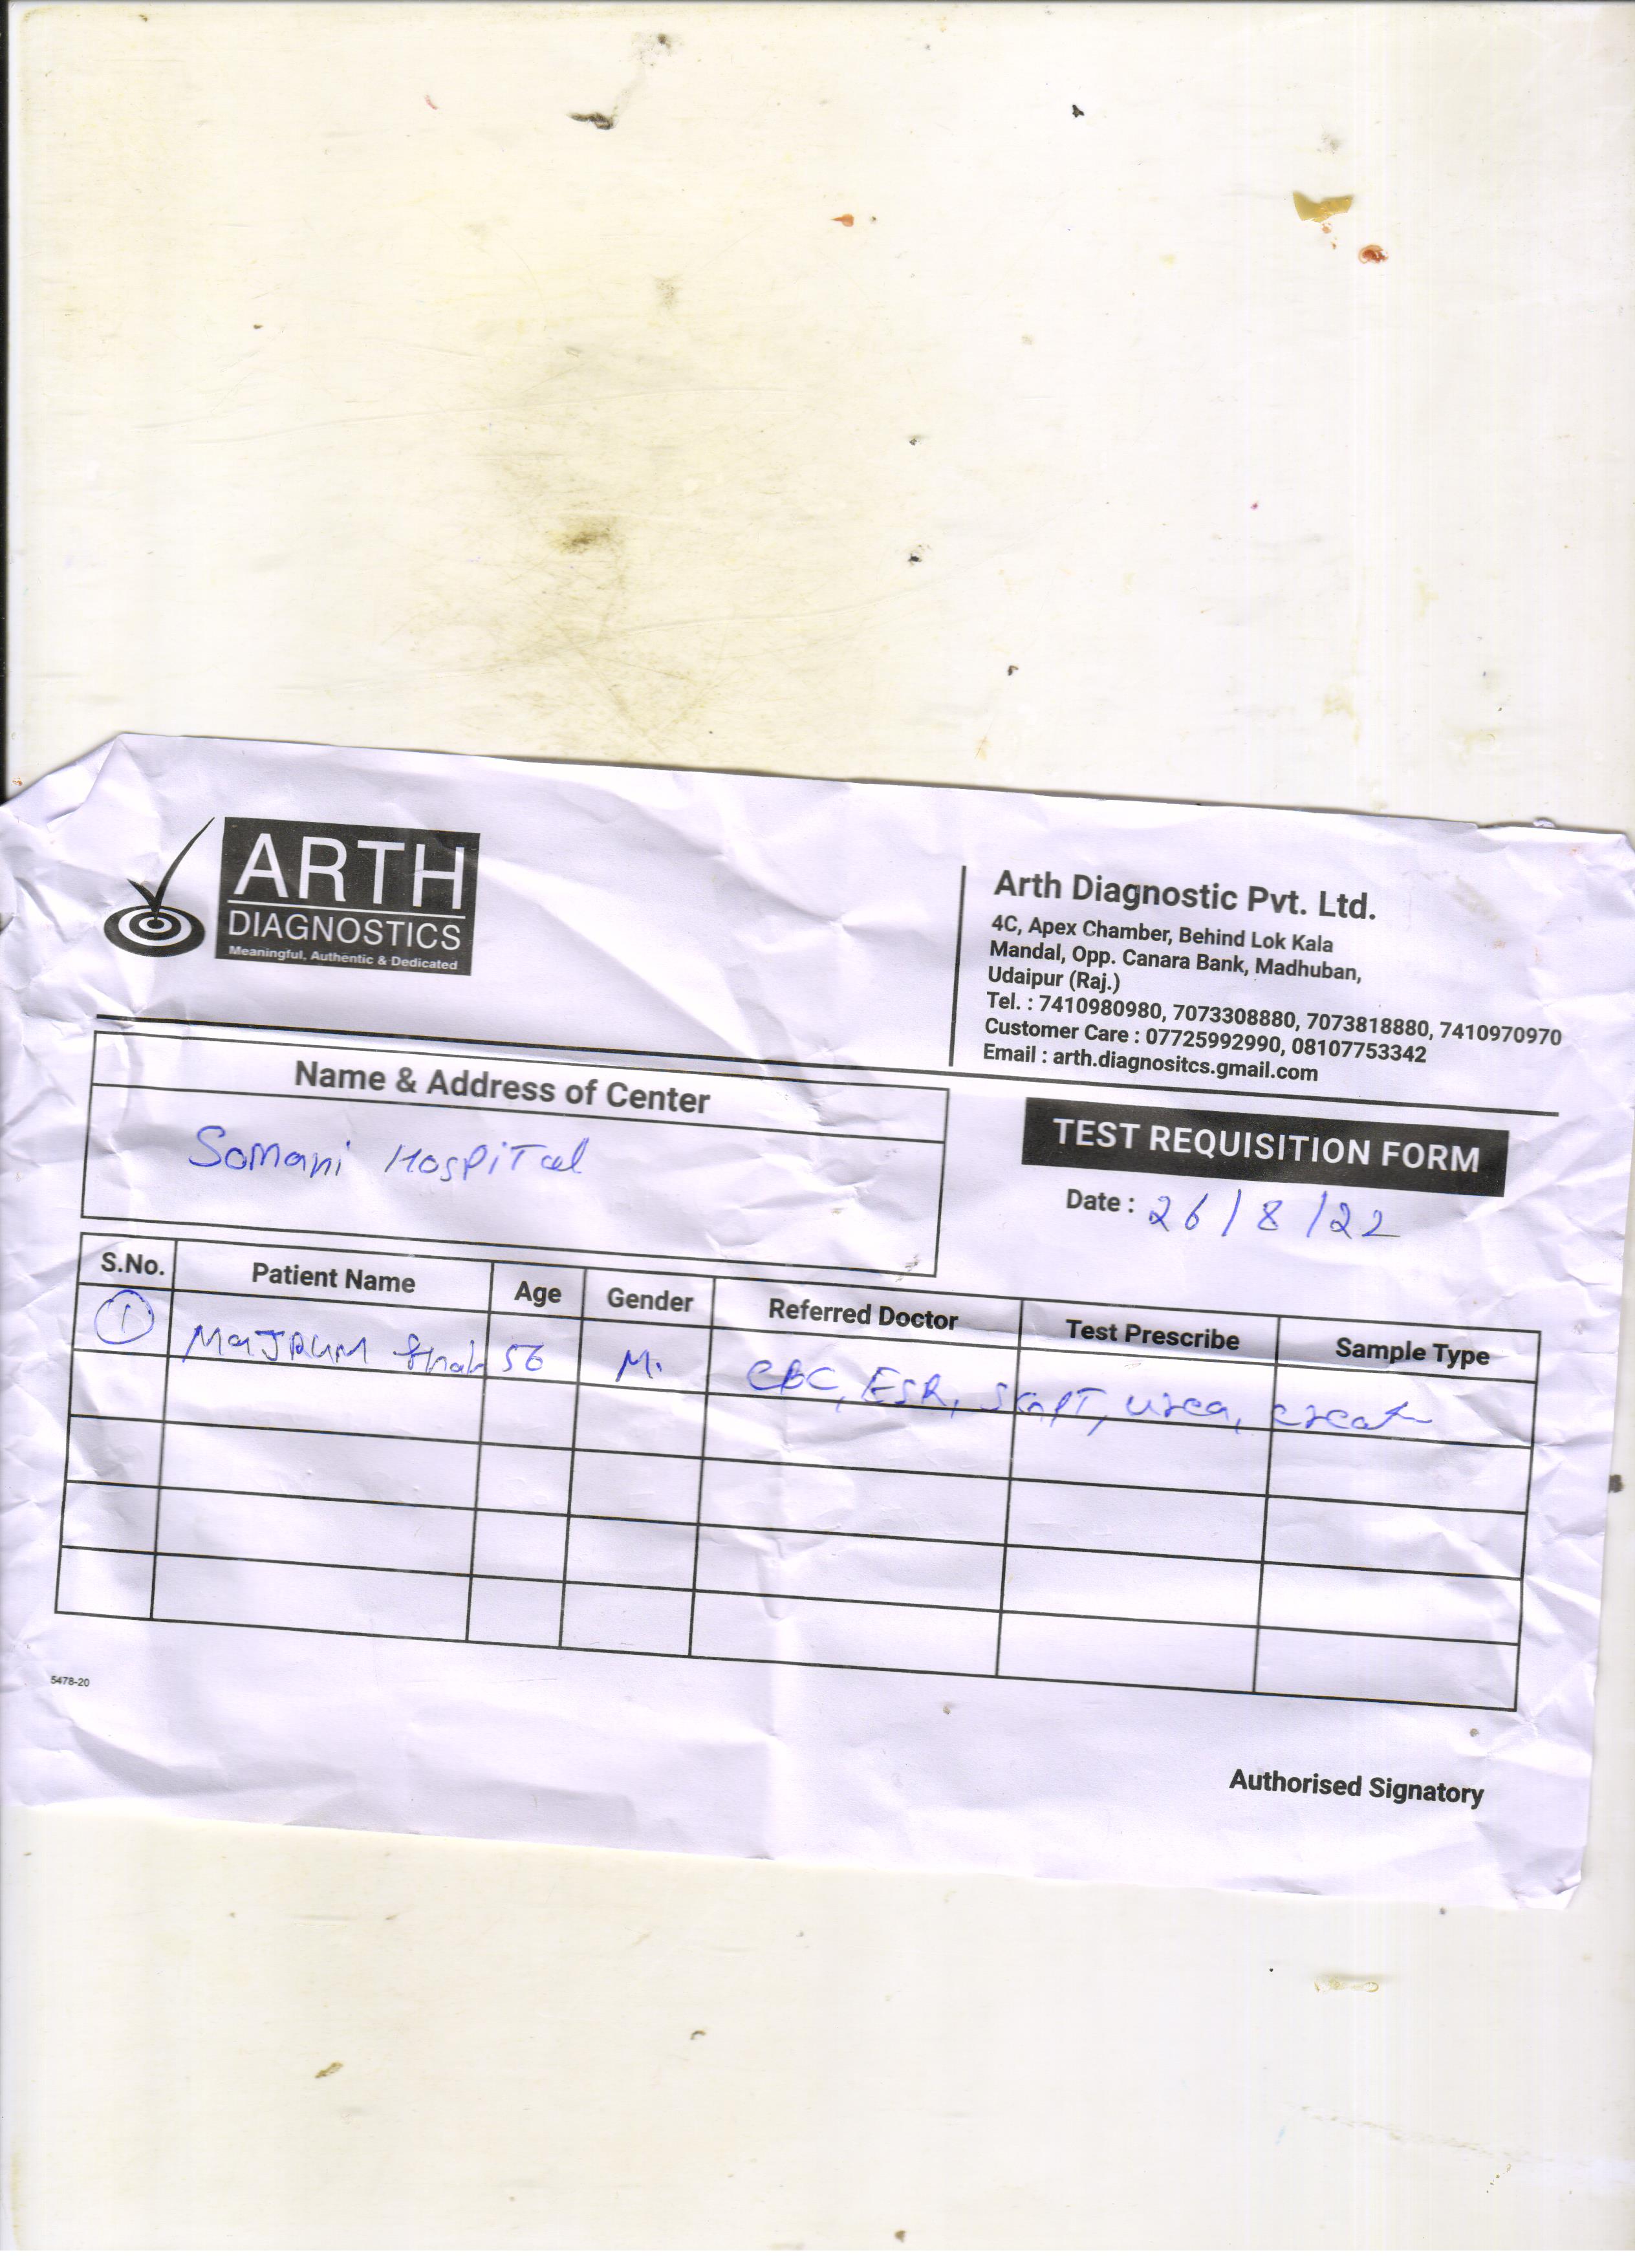 ARTH
DIAGNOSTICS
Meaningful, Authentic & Dedicated
Arth Diagnostic Pvt. Ltd.
4C, Apex Chamber, Behind Lok Kala
Mandal, Opp. Canara Bank, Madhuban,
Udaipur (Raj.)
Tel. : 7410980980, 7073308880, 7073818880, 7410970970
Customer Care : 07725992990, 08107753342
Email : arth.diagnositcs.gmail.com
Name & Address of Center
Somani Hospital
TEST REQUISITION FORM
Date : 26/8/22
S.No. Patient Name Age Gender Referred Doctor Test Prescribe Sample Type
1 56 M. CBC, ESR, SGPT, urea, creat
5478-20
Authorised Signatory